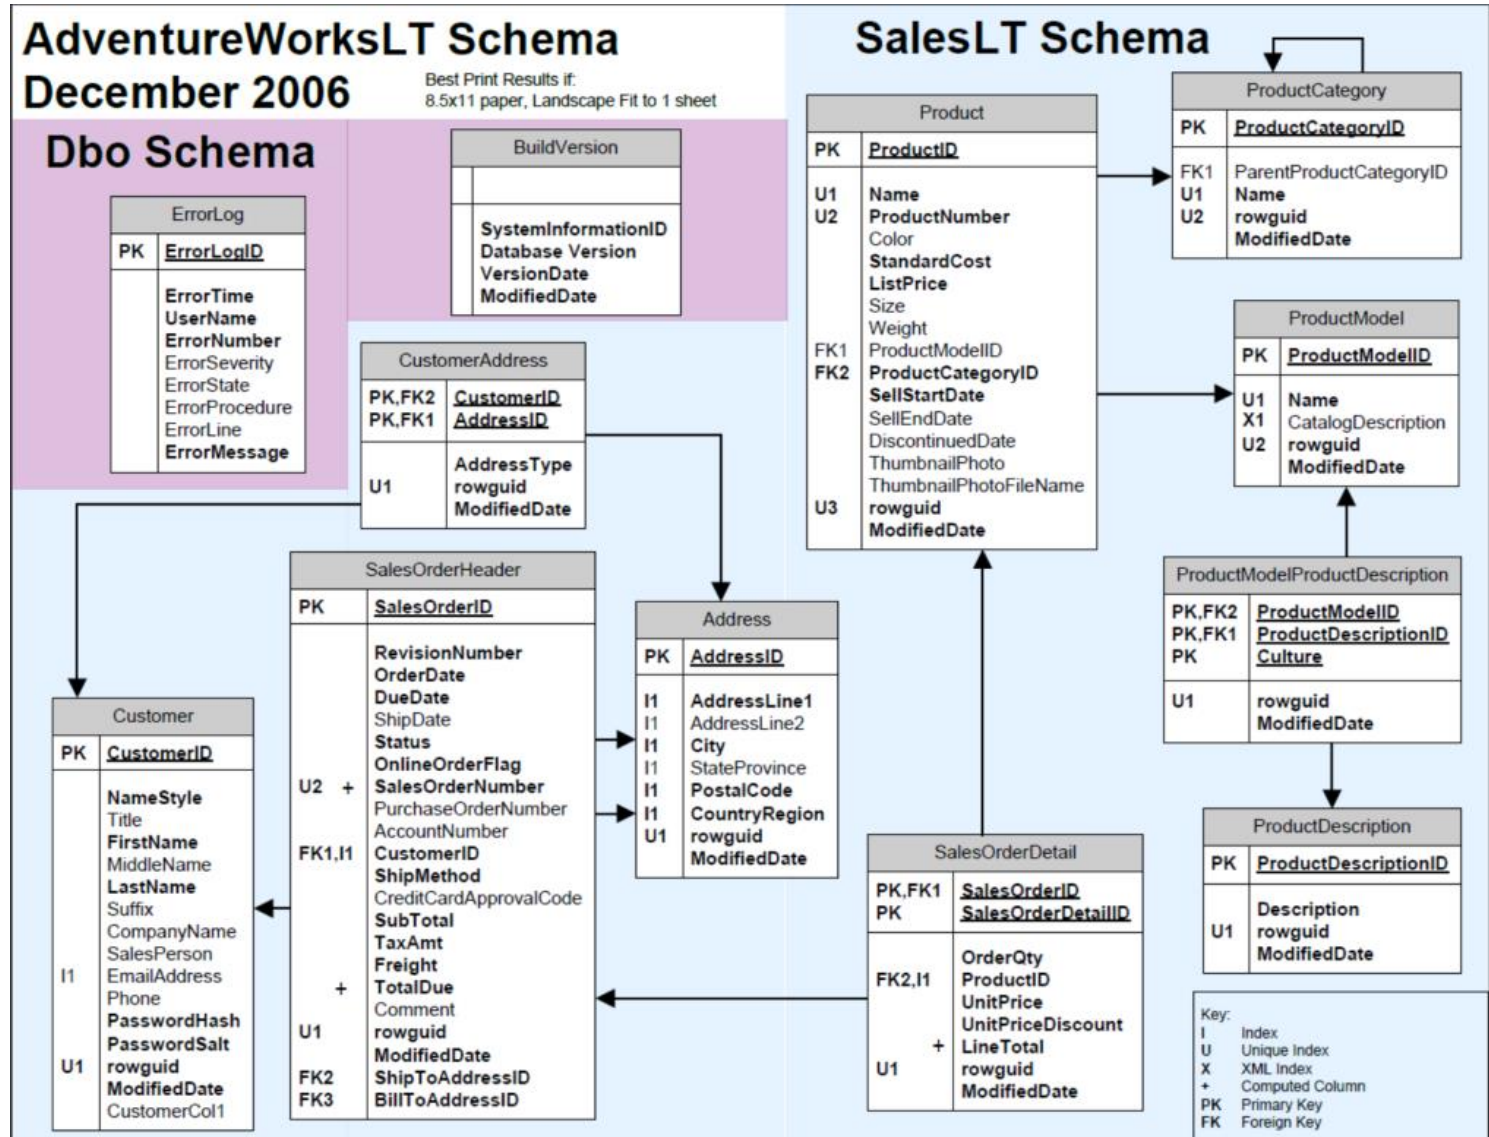 AdventureWorksLT Schema
December 2006
Best Print Results if:
8.5x11 paper, Landscape Fit to 1 sheet
SalesLT Schema
Dbo Schema
ErrorLog
PK ErrorLogID
ErrorTime
UserName
ErrorNumber
ErrorSeverity
ErrorState
ErrorProcedure
ErrorLine
ErrorMessage
BuildVersion
SystemInformationID
Database Version
VersionDate
ModifiedDate
CustomerAddress
PK,FK2 CustomerID
PK,FK1 AddressID
AddressType
U1 rowguid
ModifiedDate
Product
PK ProductID
U1 Name
U2 ProductNumber
Color
StandardCost
ListPrice
Size
Weight
FK1 ProductModelID
FK2 ProductCategoryID
SellStartDate
SellEndDate
DiscontinuedDate
ThumbnailPhoto
ThumbnailPhotoFileName
U3 rowguid
ModifiedDate
ProductCategory
PK ProductCategoryID
FK1 ParentProductCategoryID
U1 Name
U2 rowguid
ModifiedDate
ProductModel
PK ProductModelID
U1 Name
X1 CatalogDescription
U2 rowguid
ModifiedDate
ProductModelProductDescription
PK,FK2 ProductModelID
PK,FK1 ProductDescriptionID
PK Culture
U1 rowguid
ModifiedDate
ProductDescription
PK ProductDescriptionID
Description
U1 rowguid
ModifiedDate
SalesOrderHeader
PK SalesOrderID
RevisionNumber
OrderDate
DueDate
ShipDate
Status
OnlineOrderFlag
U2 + SalesOrderNumber
PurchaseOrderNumber
AccountNumber
FK1,I1 CustomerID
ShipMethod
CreditCardApprovalCode
SubTotal
TaxAmt
Freight
+ TotalDue
Comment
U1 rowguid
ModifiedDate
FK2 ShipToAddressID
FK3 BillToAddressID
Address
PK AddressID
I1 AddressLine1
I1 AddressLine2
I1 City
I1 StateProvince
I1 PostalCode
I1 CountryRegion
U1 rowguid
ModifiedDate
Customer
PK CustomerID
NameStyle
Title
FirstName
MiddleName
LastName
Suffix
CompanyName
SalesPerson
I1 EmailAddress
Phone
PasswordHash
PasswordSalt
U1 rowguid
ModifiedDate
CustomerCol1
SalesOrderDetail
PK,FK1 SalesOrderID
PK SalesOrderDetailID
OrderQty
FK2,I1 ProductID
UnitPrice
UnitPriceDiscount
+ LineTotal
U1 rowguid
ModifiedDate
Key:
I Index
U Unique Index
X XML Index
+ Computed Column
PK Primary Key
FK Foreign Key